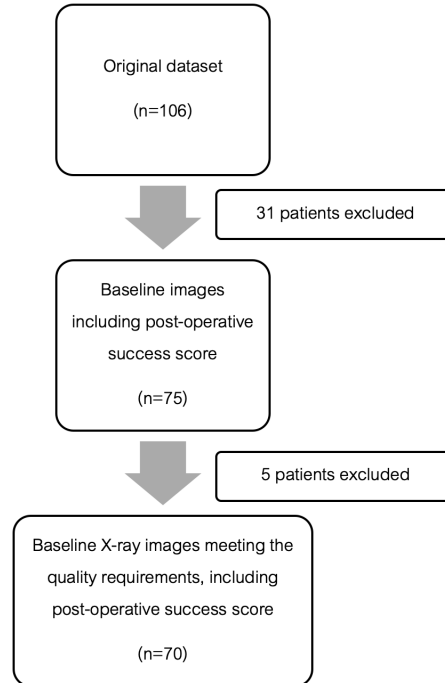 Original dataset
(n=106)
31 patients excluded
Baseline images
including post-operative
success score
(n=75)
5 patients excluded
Baseline X-ray images meeting the
quality requirements, including
post-operative success score
(n=70)